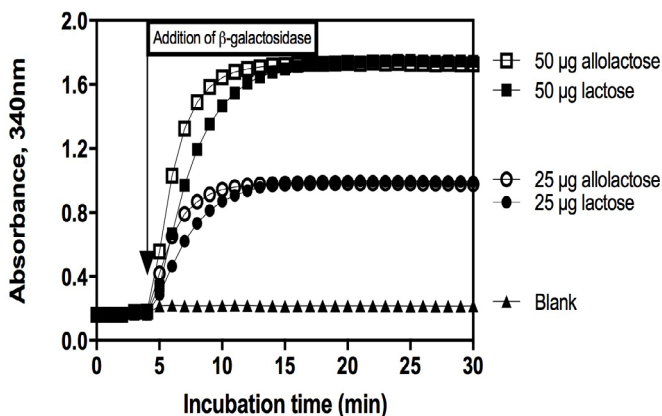 Absorbance, 340nm
2.0
1.6
1.2
0.8
0.4
0.0
Addition of β-galactosidase
50 µg allolactose
50 µg lactose
25 µg allolactose
25 µg lactose
Blank
0 5 10 15 20 25 30
Incubation time (min)